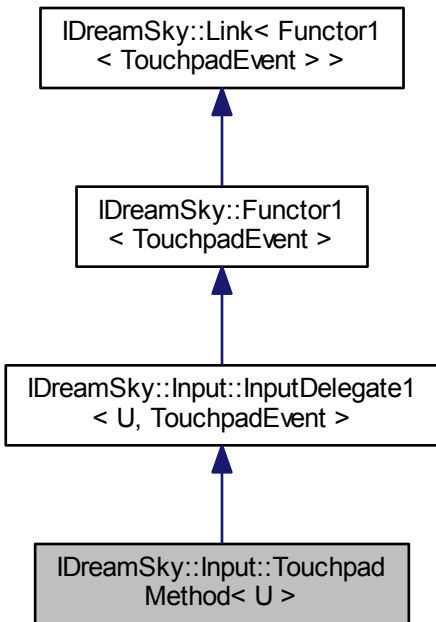 IDreamSky::Link< Functor1
< TouchpadEvent > >
IDreamSky::Functor1
< TouchpadEvent >
IDreamSky::Input::InputDelegate1
< U, TouchpadEvent >
IDreamSky::Input::Touchpad
Method< U >